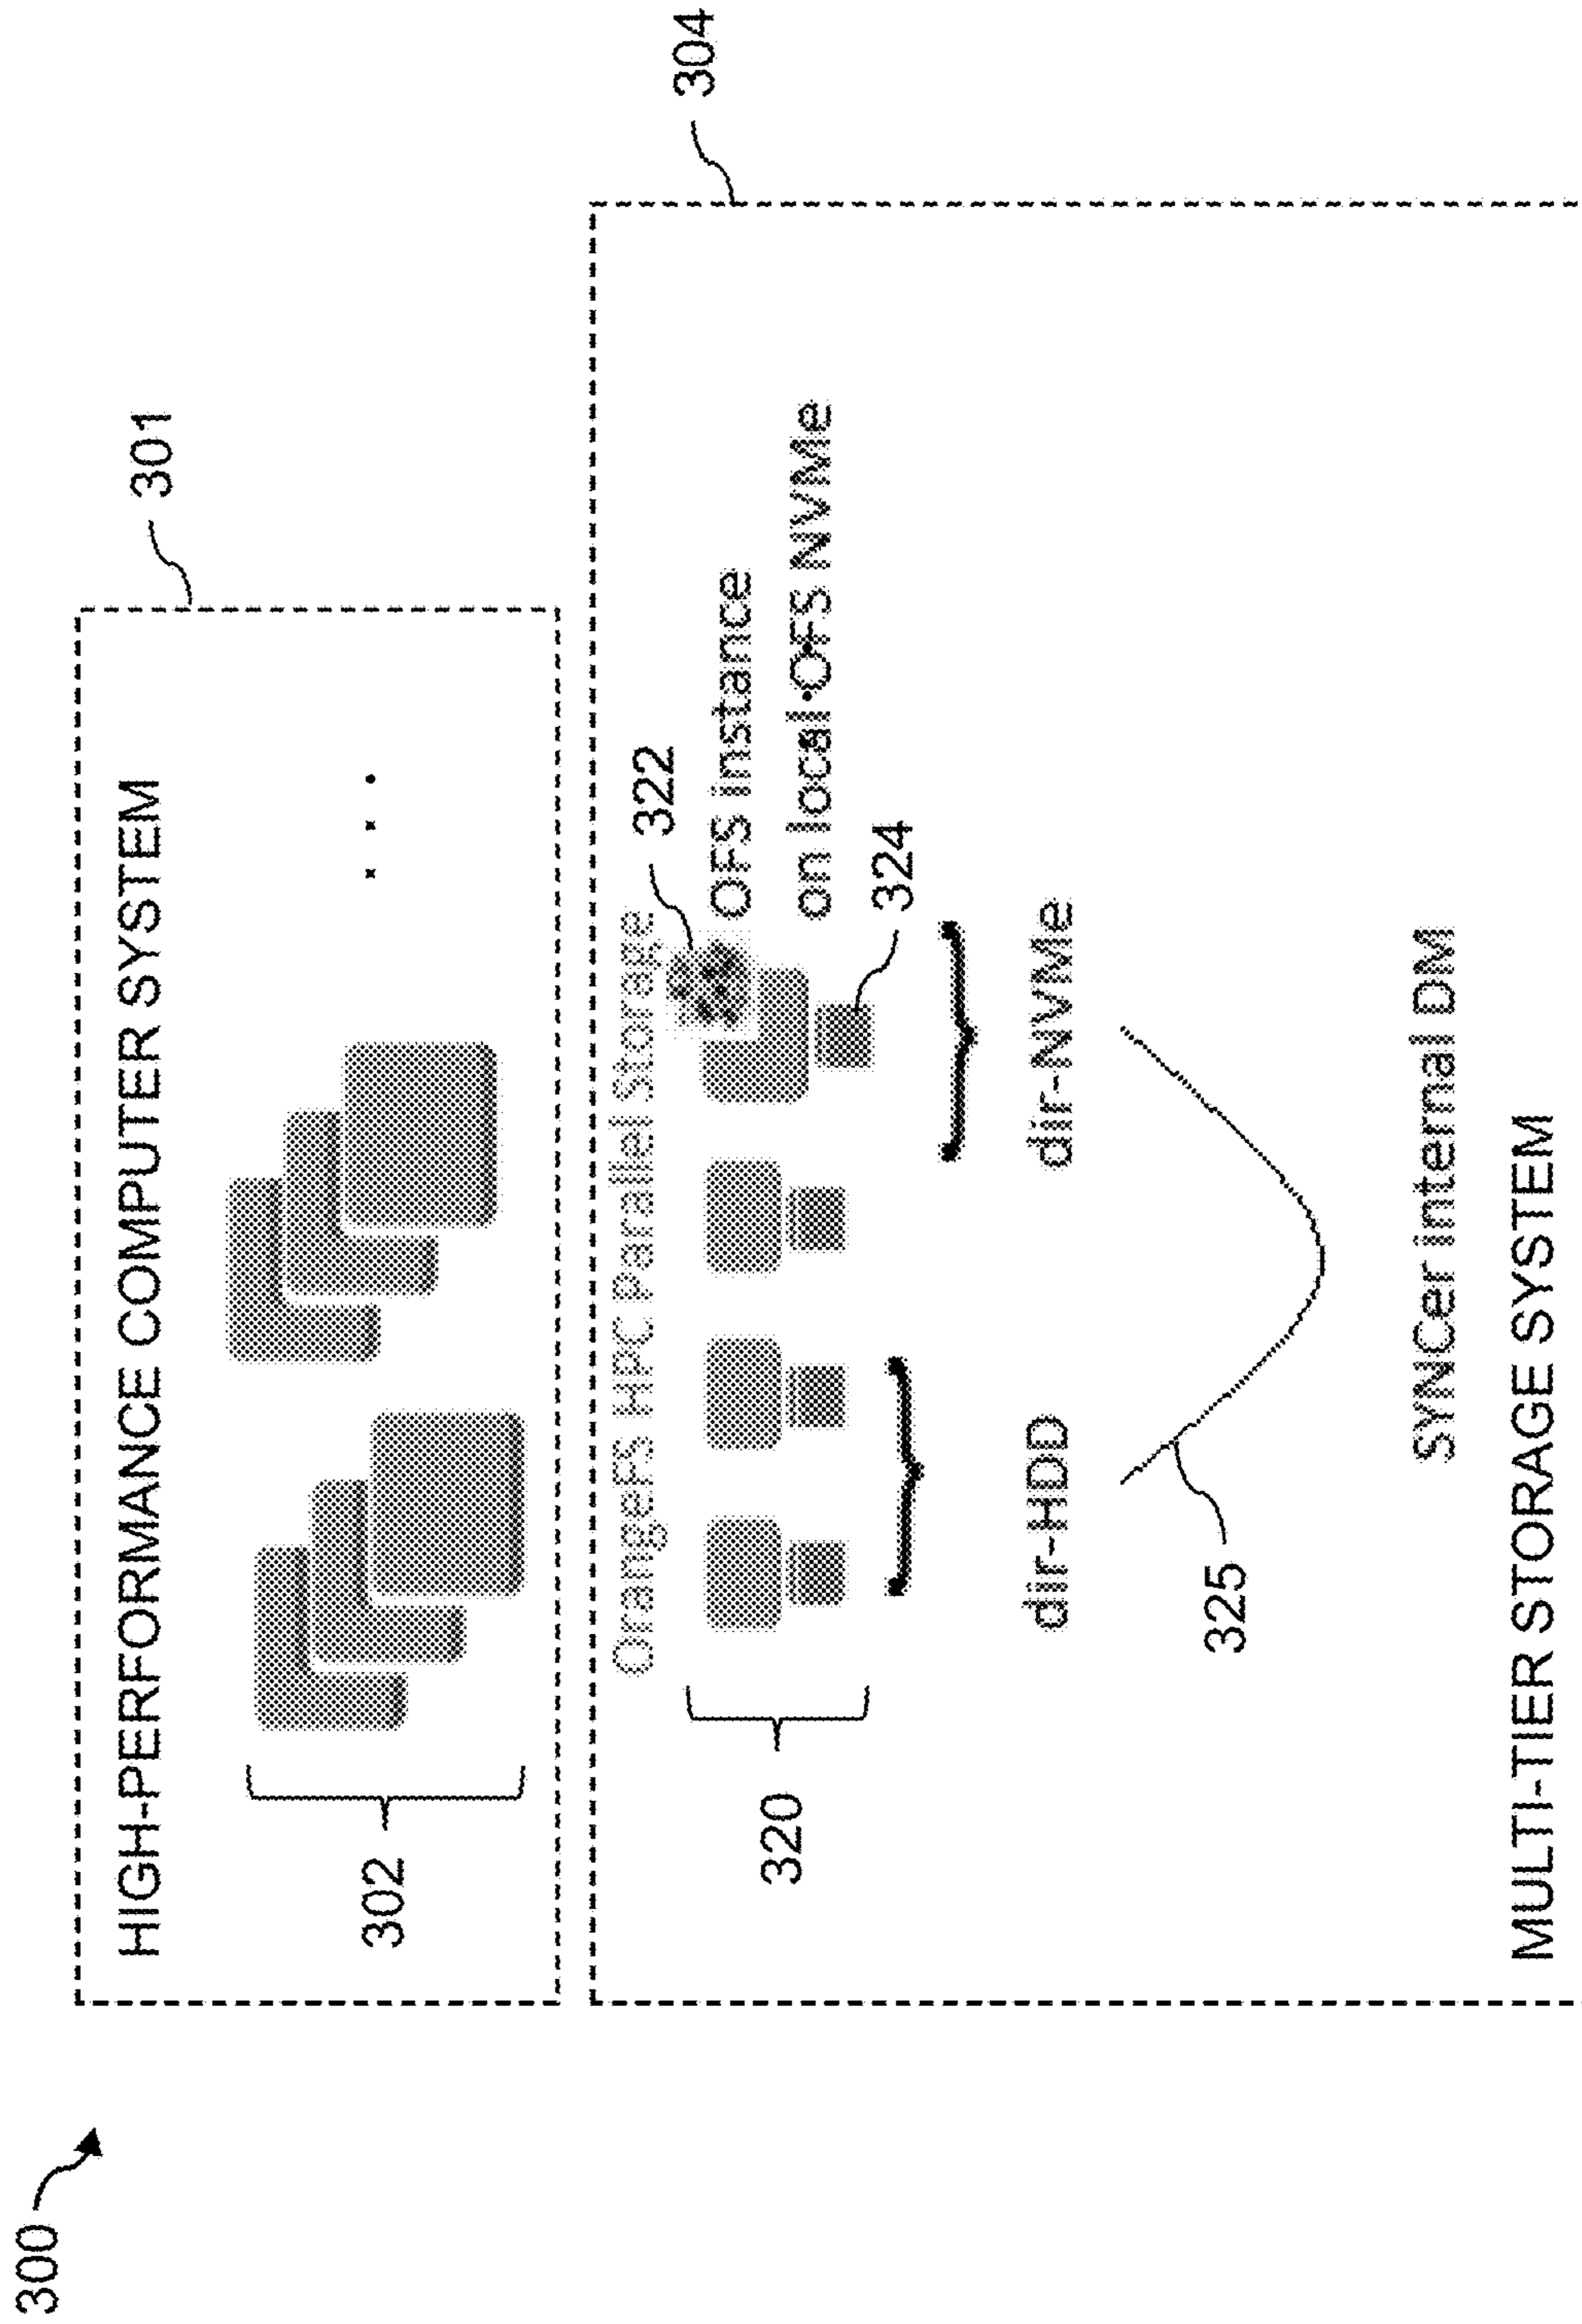 300
HIGH-PERFORMANCE COMPUTER SYSTEM
301
302
304
OrangeFS HPC Parallel Storage
322
OFS instance
on local OFS NVMe
320
324
dir-HDD
dir-NVMe
325
SYNCer internal DM
MULTI-TIER STORAGE SYSTEM